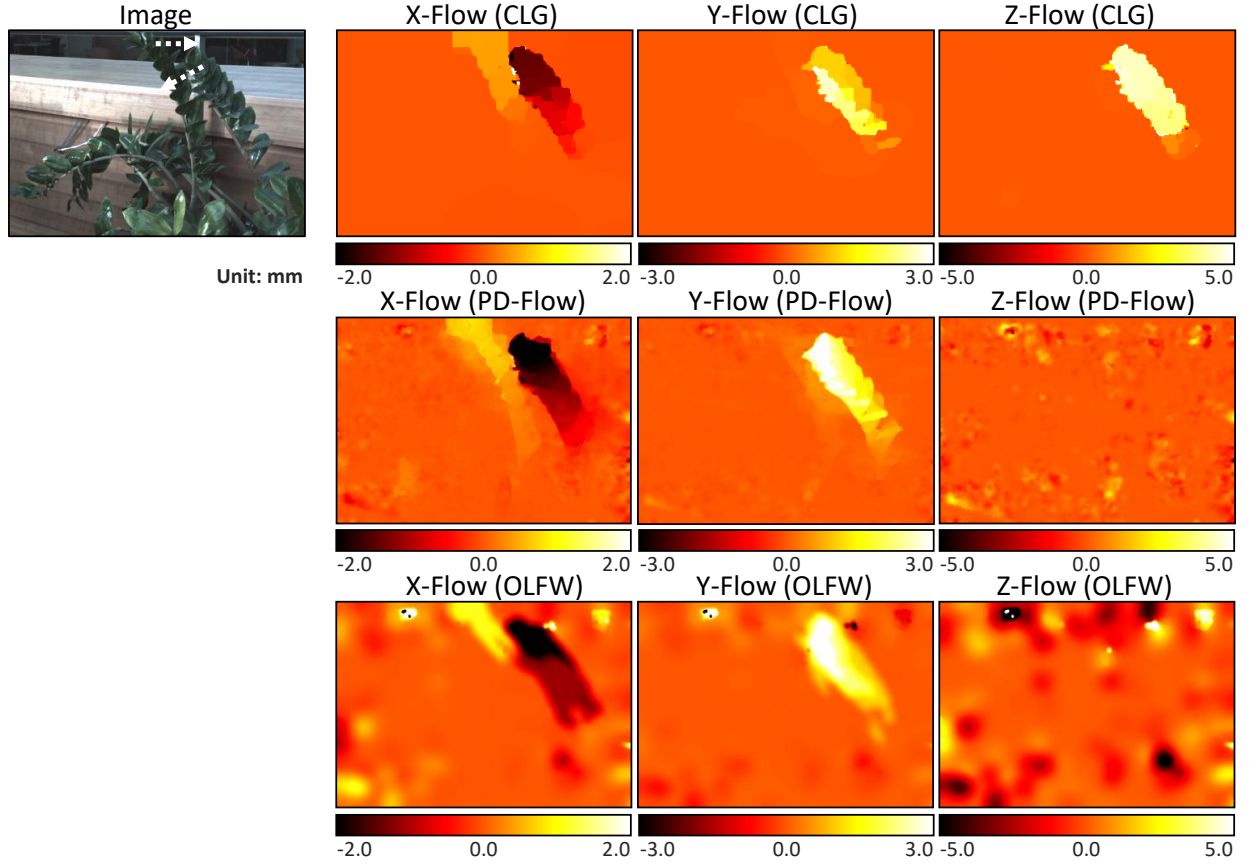 Image X-Flow (CLG) Y-Flow (CLG) Z-Flow (CLG)
-2.0 0.0 2.0 -3.0 0.0 3.0 -5.0 0.0 5.0
Unit: mm
X-Flow (PD-Flow) Y-Flow (PD-Flow) Z-Flow (PD-Flow)
-2.0 0.0 2.0 -3.0 0.0 3.0 -5.0 0.0 5.0
X-Flow (OLFW) Y-Flow (OLFW) Z-Flow (OLFW)
-2.0 0.0 2.0 -3.0 0.0 3.0 -5.0 0.0 5.0